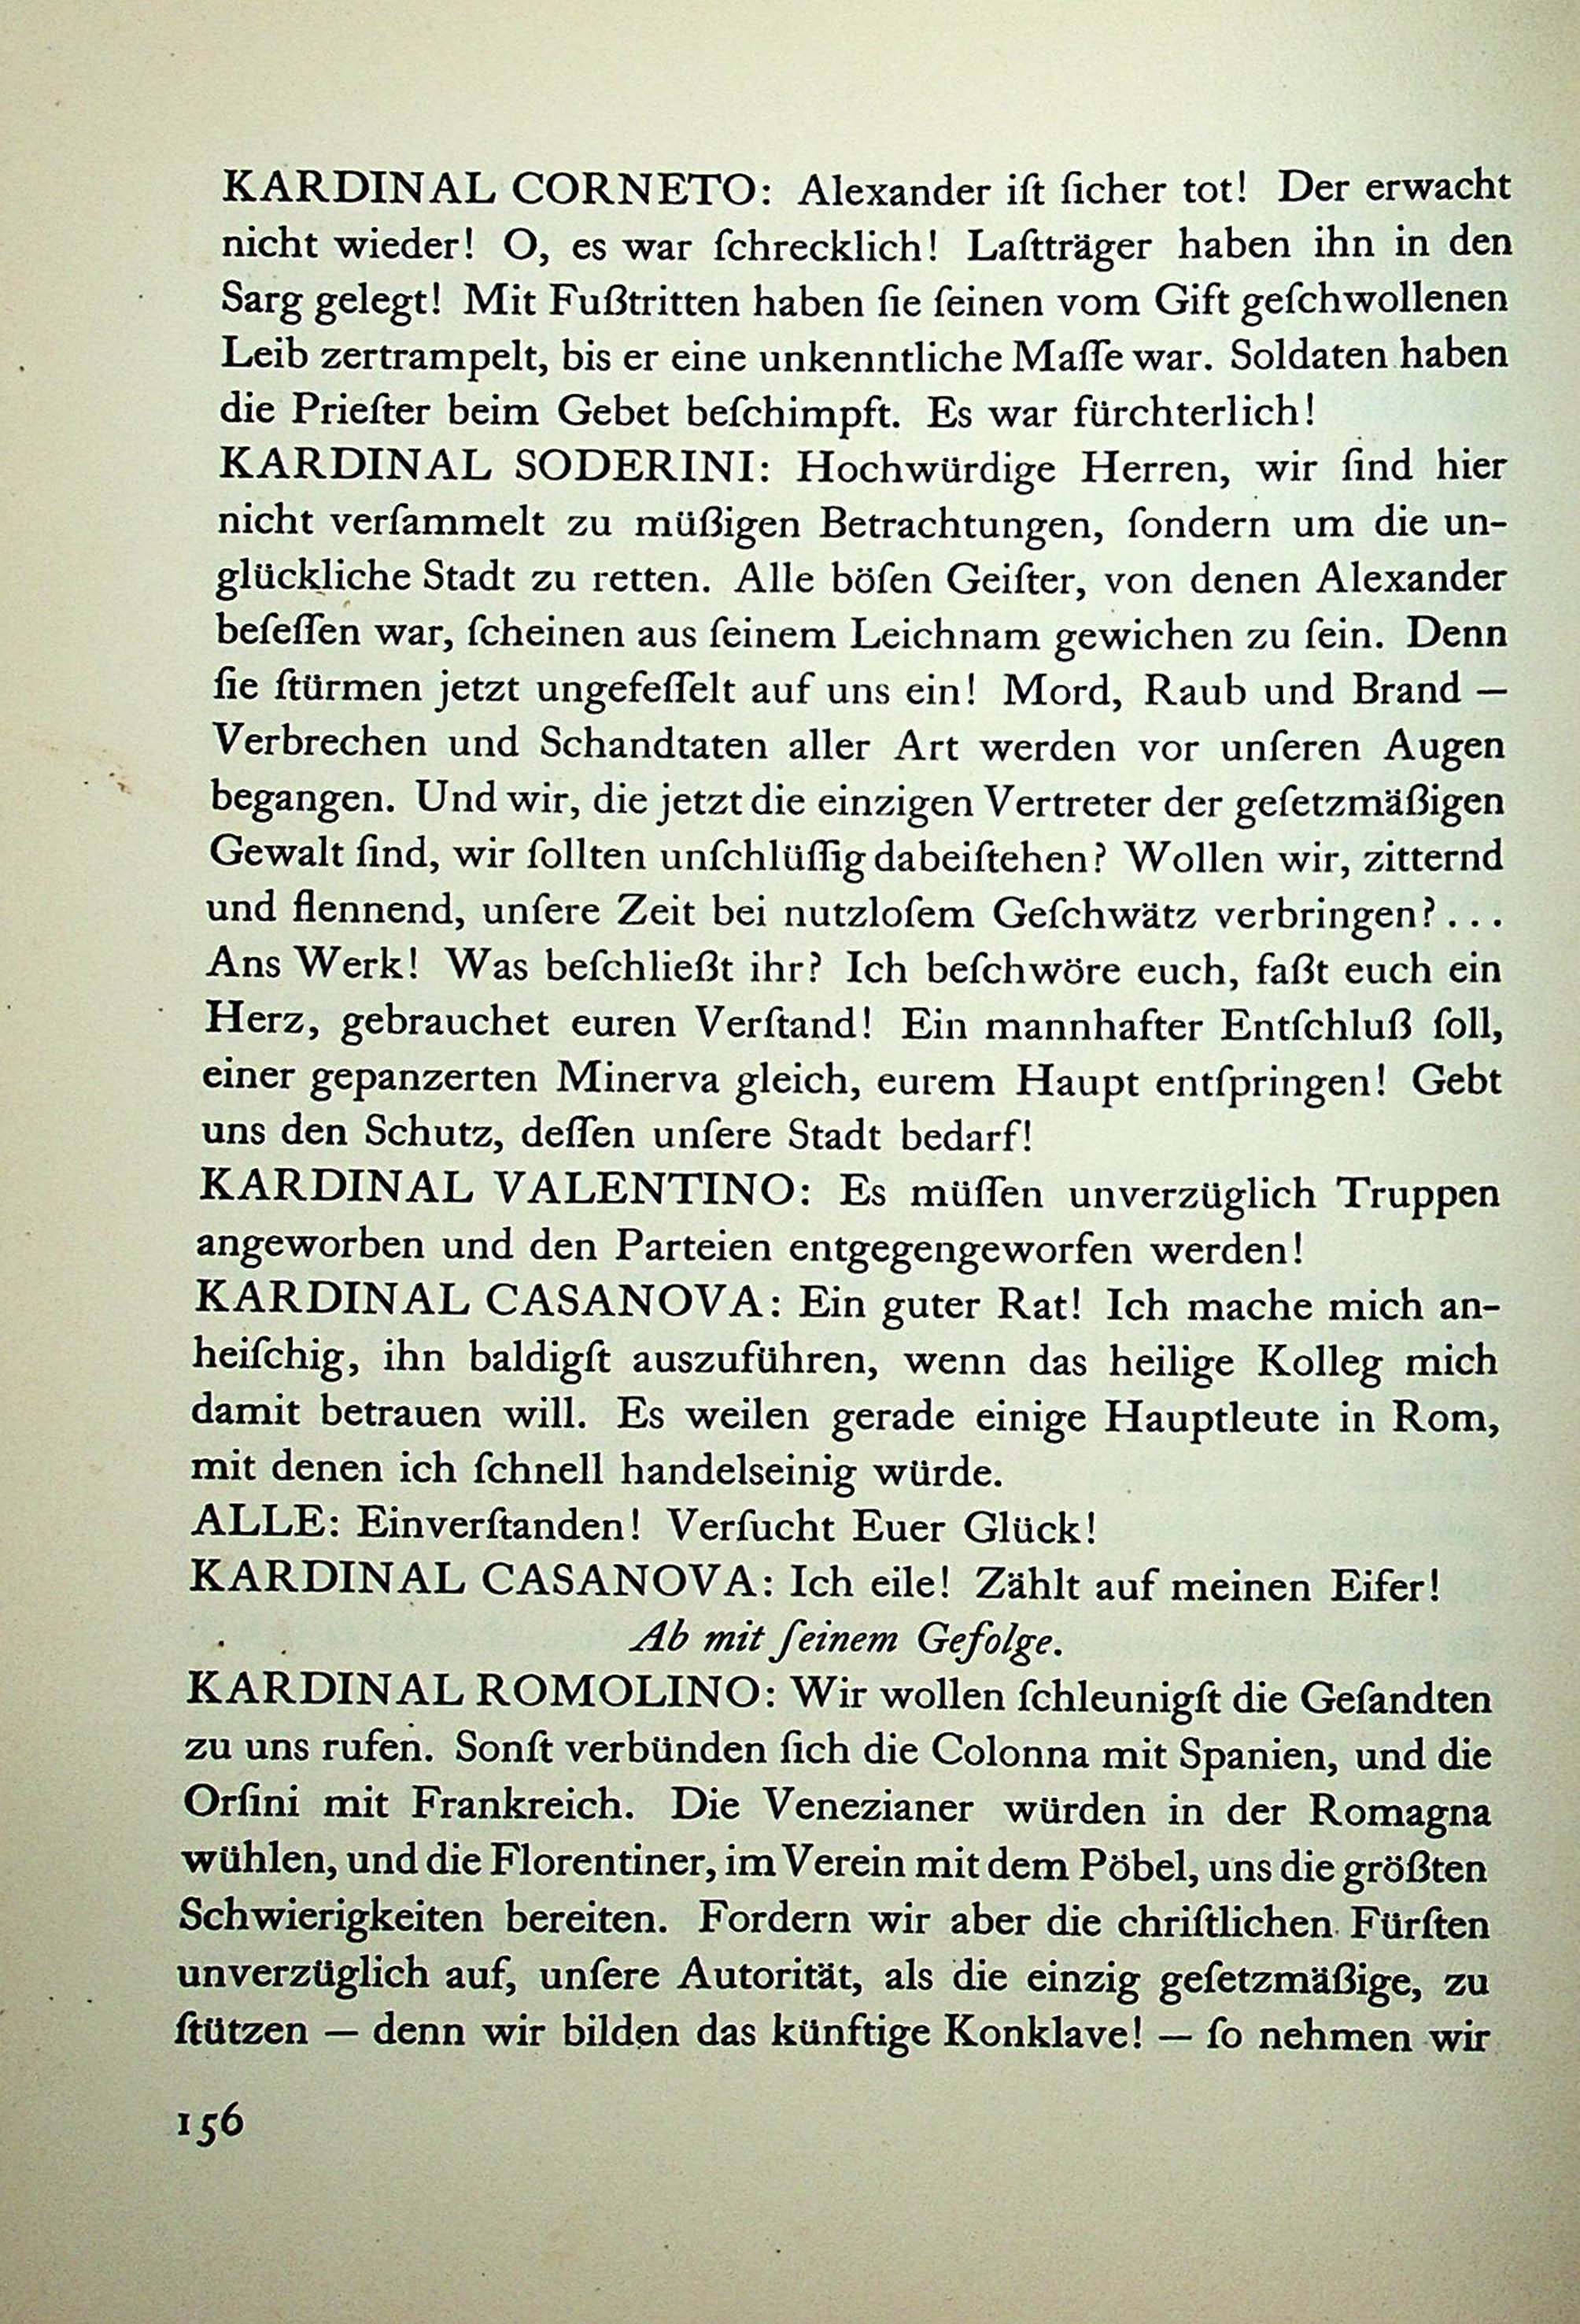 KARDINAL CORNETO: Alexander iſt ſicher tot! Der erwacht
nicht wieder! O, es war ſchrecklich! Laſtträger haben ihn in den
Sarg gelegt! Mit Fußtritten haben ſie ſeinen vom Gift geſchwollenen
Leib zertrampelt, bis er eine unkenntliche Maſſe war. Soldaten haben
die Prieſter beim Gebet beſchimpft. Es war fürchterlich!
KARDINAL SODERINI: Hochwürdige Herren, wir ſind hier
nicht verſammelt zu müßigen Betrachtungen, ſondern um die un-
glückliche Stadt zu retten. Alle böſen Geiſter, von denen Alexander
beſeſſen war, ſcheinen aus ſeinem Leichnam gewichen zu ſein. Denn
ſie ſtürmen jetzt ungefeſſelt auf uns ein! Mord, Raub und Brand —
Verbrechen und Schandtaten aller Art werden vor unſeren Augen
begangen. Und wir, die jetzt die einzigen Vertreter der geſetzmäßigen
Gewalt ſind, wir ſollten unſchlüſſig dabeiſtehen? Wollen wir, zitternd
und flennend, unſere Zeit bei nutzloſem Geſchwätz verbringen? . . .
Ans Werk! Was beſchließt ihr? Ich beſchwöre euch, faßt euch ein
Herz, gebrauchet euren Verſtand! Ein mannhafter Entſchluß ſoll,
einer gepanzerten Minerva gleich, eurem Haupt entſpringen! Gebt
uns den Schutz, deſſen unſere Stadt bedarf!
KARDINAL VALENTINO: Es müſſen unverzüglich Truppen
angeworben und den Parteien entgegengeworfen werden!
KARDINAL CASANOVA: Ein guter Rat! Ich mache mich an-
heiſchig, ihn baldigſt auszuführen, wenn das heilige Kolleg mich
damit betrauen will. Es weilen gerade einige Hauptleute in Rom,
mit denen ich ſchnell handelseinig würde.
ALLE: Einverſtanden! Verſucht Euer Glück!
KARDINAL CASANOVA: Ich eile! Zählt auf meinen Eifer!
Ab mit ſeinem Gefolge.
KARDINAL ROMOLINO: Wir wollen ſchleunigſt die Geſandten
zu uns rufen. Sonſt verbünden ſich die Colonna mit Spanien, und die
Orſini mit Frankreich. Die Venezianer würden in der Romagna
wühlen, und die Florentiner, im Verein mit dem Pöbel, uns die größten
Schwierigkeiten bereiten. Fordern wir aber die chriſtlichen Fürſten
unverzüglich auf, unſere Autorität, als die einzig geſetzmäßige, zu
ſtützen — denn wir bilden das künftige Konklave! — ſo nehmen wir
156